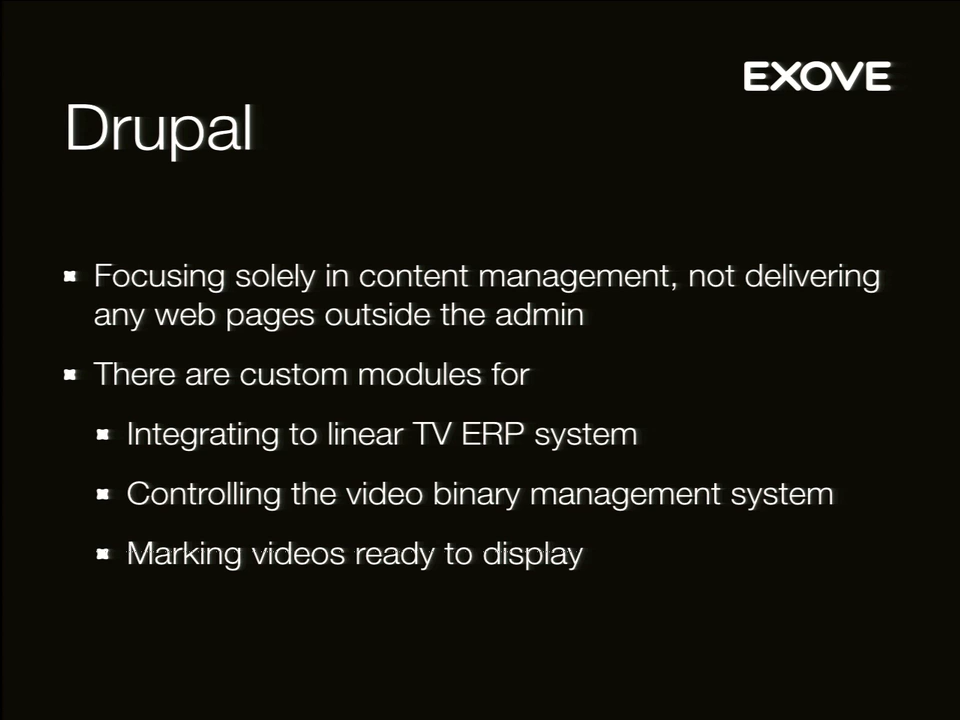 EXOVE
Drupal
Focusing solely in content management, not delivering
any web pages outside the admin
There are custom modules for
Integrating to linear TV ERP system
Controlling the video binary management system
Marking videos ready to display